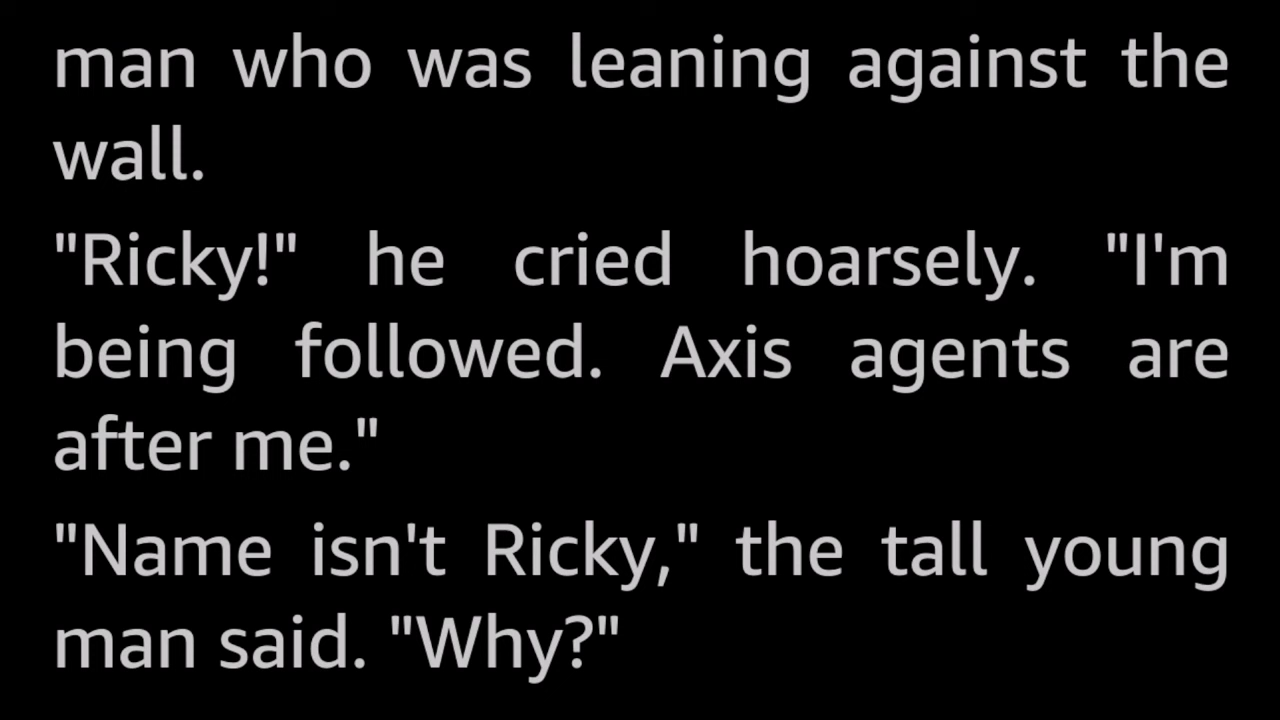 man who was leaning against the
wall.
"Ricky!" he cried hoarsely. "I'm
being followed. Axis agents are
after me."
"Name isn't Ricky," the tall young
man said. "Why?"